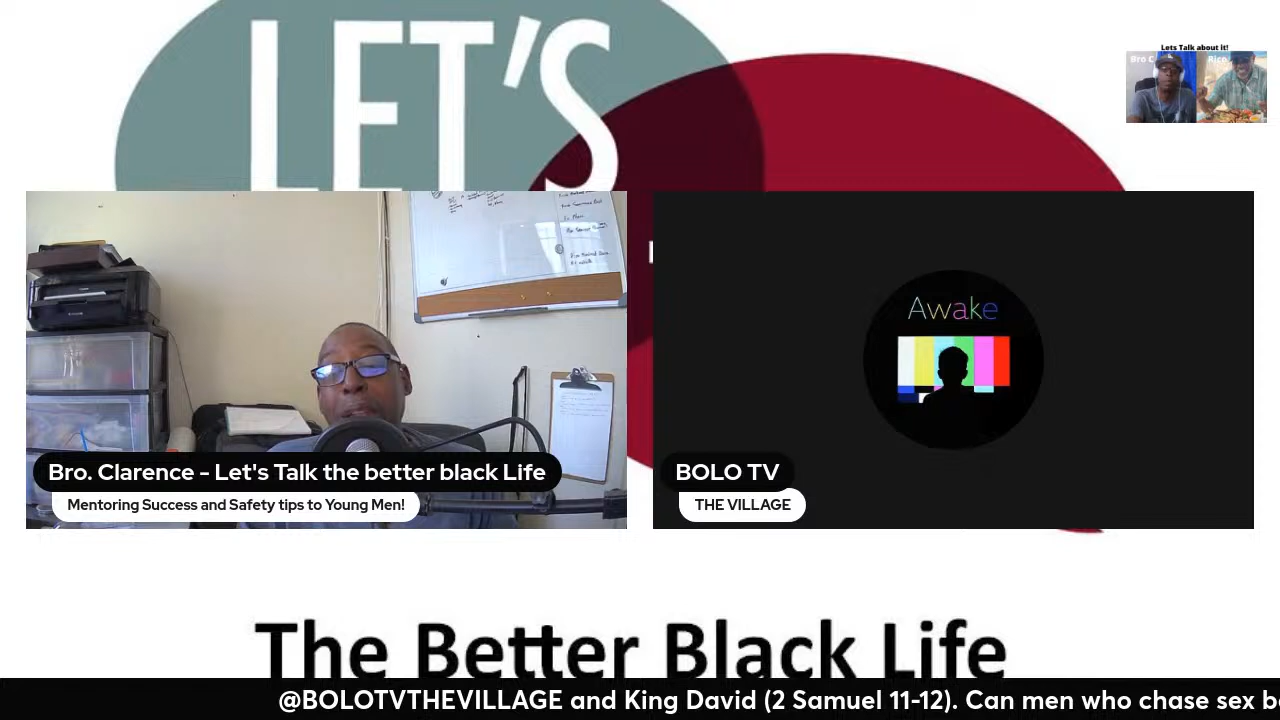 LET'S
Lets Talk about it!
Bro C
Rico
Awake
Bro. Clarence - Let's Talk the better black Life
Mentoring Success and Safety tips to Young Men!
BOLO TV
THE VILLAGE
The Better Black Life
@BOLOTVTHEVILLAGE and King David (2 Samuel 11-12). Can men who chase sex b